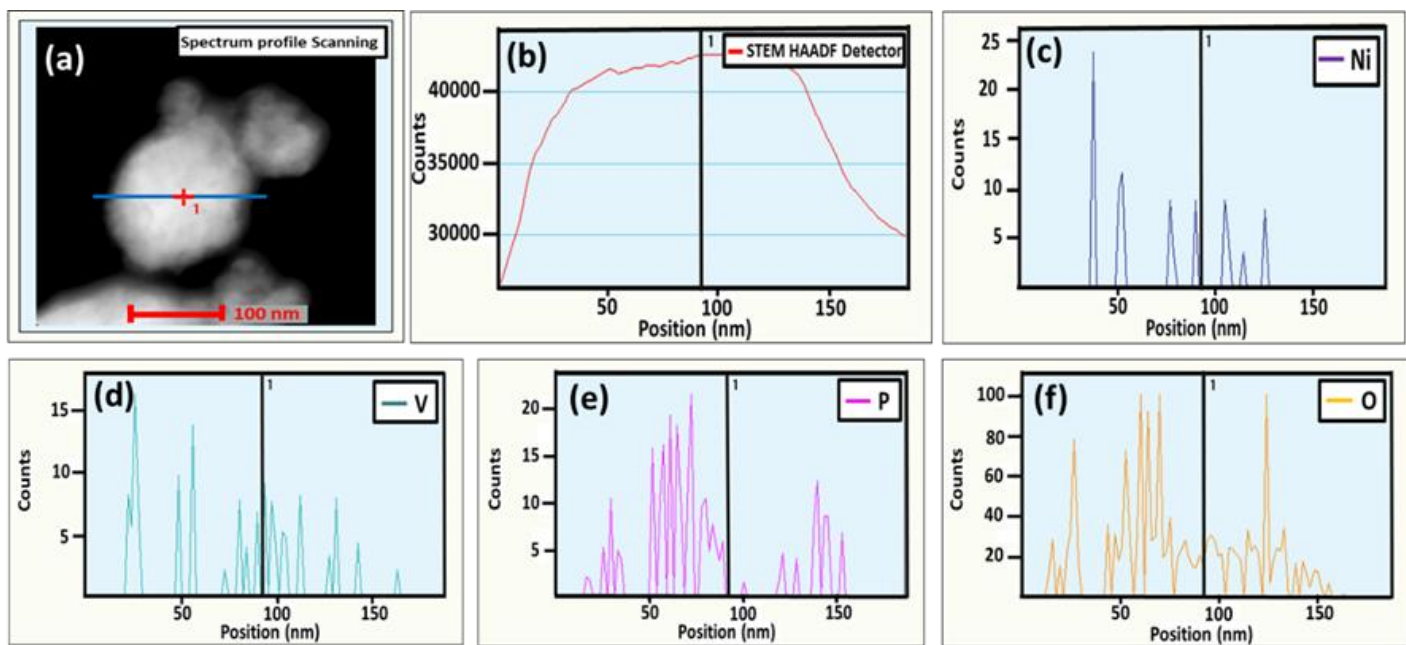 (a)
Spectrum profile Scanning
1
100 nm
(b)
1
STEM HAADF Detector
Counts
40000
35000
30000
50
100
150
Position (nm)
(c)
1
Ni
Counts
25
20
15
10
5
50
100
150
Position (nm)
(d)
1
V
Counts
15
10
5
50
100
150
Position (nm)
(e)
1
P
Counts
20
15
10
5
50
100
150
Position (nm)
(f)
1
O
Counts
100
80
60
40
20
50
100
150
Position (nm)